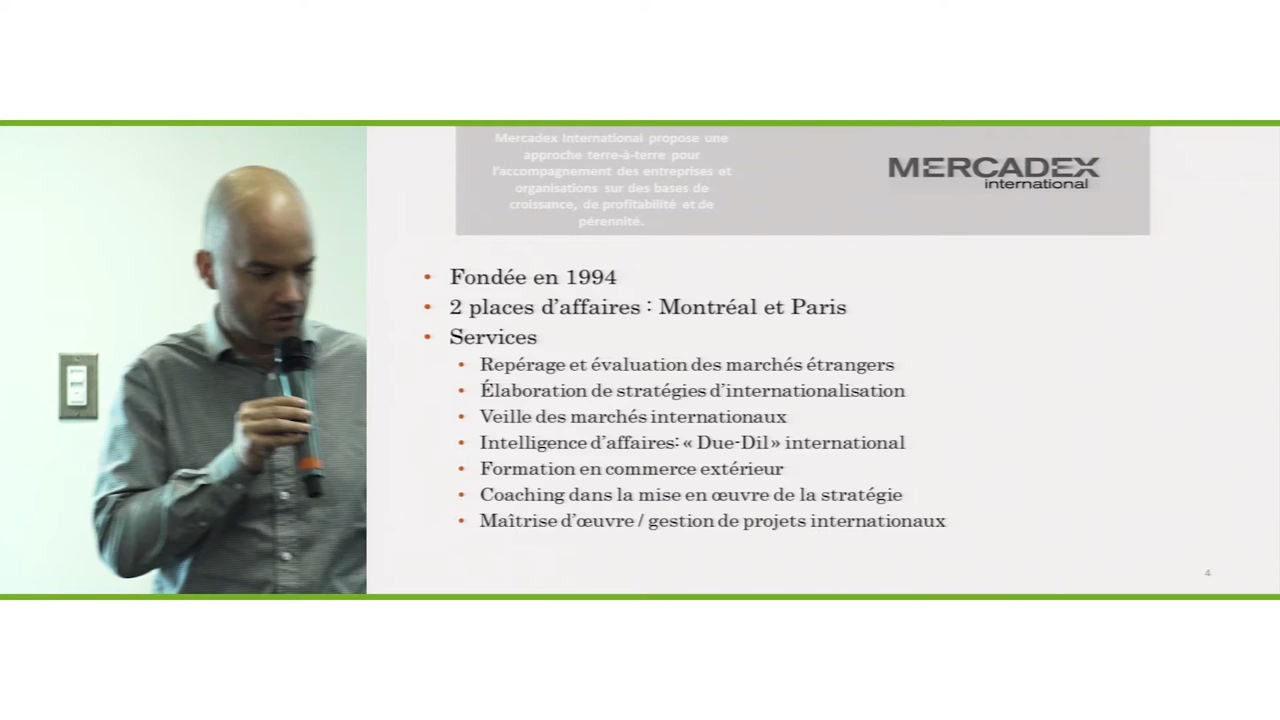 Mercadex International propose une
approche terre-à-terre pour
l'accompagnement des entreprises et
organisations sur des bases de
croissance, de profitabilité et de
pérennité.
MERCADEX
international
• Fondée en 1994
• 2 places d'affaires : Montréal et Paris
• Services
• Repérage et évaluation des marchés étrangers
• Élaboration de stratégies d'internationalisation
• Veille des marchés internationaux
• Intelligence d'affaires: « Due-Dil » international
• Formation en commerce extérieur
• Coaching dans la mise en œuvre de la stratégie
• Maîtrise d'œuvre / gestion de projets internationaux
4